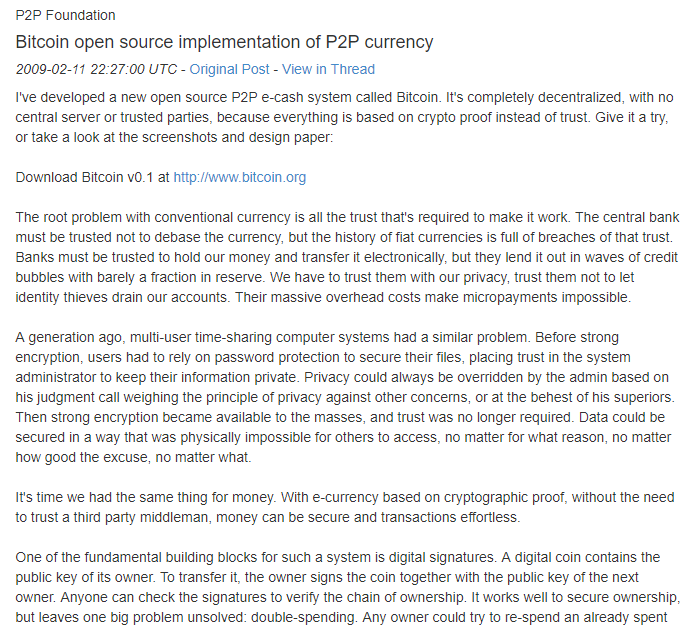 P2P Foundation
Bitcoin open source implementation of P2P currency
2009-02-11 22:27:00 UTC - Original Post - View in Thread
I've developed a new open source P2P e-cash system called Bitcoin. It's completely decentralized, with no
central server or trusted parties, because everything is based on crypto proof instead of trust. Give it a try,
or take a look at the screenshots and design paper:
Download Bitcoin v0.1 at http://www.bitcoin.org
The root problem with conventional currency is all the trust that's required to make it work. The central bank
must be trusted not to debase the currency, but the history of fiat currencies is full of breaches of that trust.
Banks must be trusted to hold our money and transfer it electronically, but they lend it out in waves of credit
bubbles with barely a fraction in reserve. We have to trust them with our privacy, trust them not to let
identity thieves drain our accounts. Their massive overhead costs make micropayments impossible.
A generation ago, multi-user time-sharing computer systems had a similar problem. Before strong
encryption, users had to rely on password protection to secure their files, placing trust in the system
administrator to keep their information private. Privacy could always be overridden by the admin based on
his judgment call weighing the principle of privacy against other concerns, or at the behest of his superiors.
Then strong encryption became available to the masses, and trust was no longer required. Data could be
secured in a way that was physically impossible for others to access, no matter for what reason, no matter
how good the excuse, no matter what.
It's time we had the same thing for money. With e-currency based on cryptographic proof, without the need
to trust a third party middleman, money can be secure and transactions effortless.
One of the fundamental building blocks for such a system is digital signatures. A digital coin contains the
public key of its owner. To transfer it, the owner signs the coin together with the public key of the next
owner. Anyone can check the signatures to verify the chain of ownership. It works well to secure ownership,
but leaves one big problem unsolved: double-spending. Any owner could try to re-spend an already spent